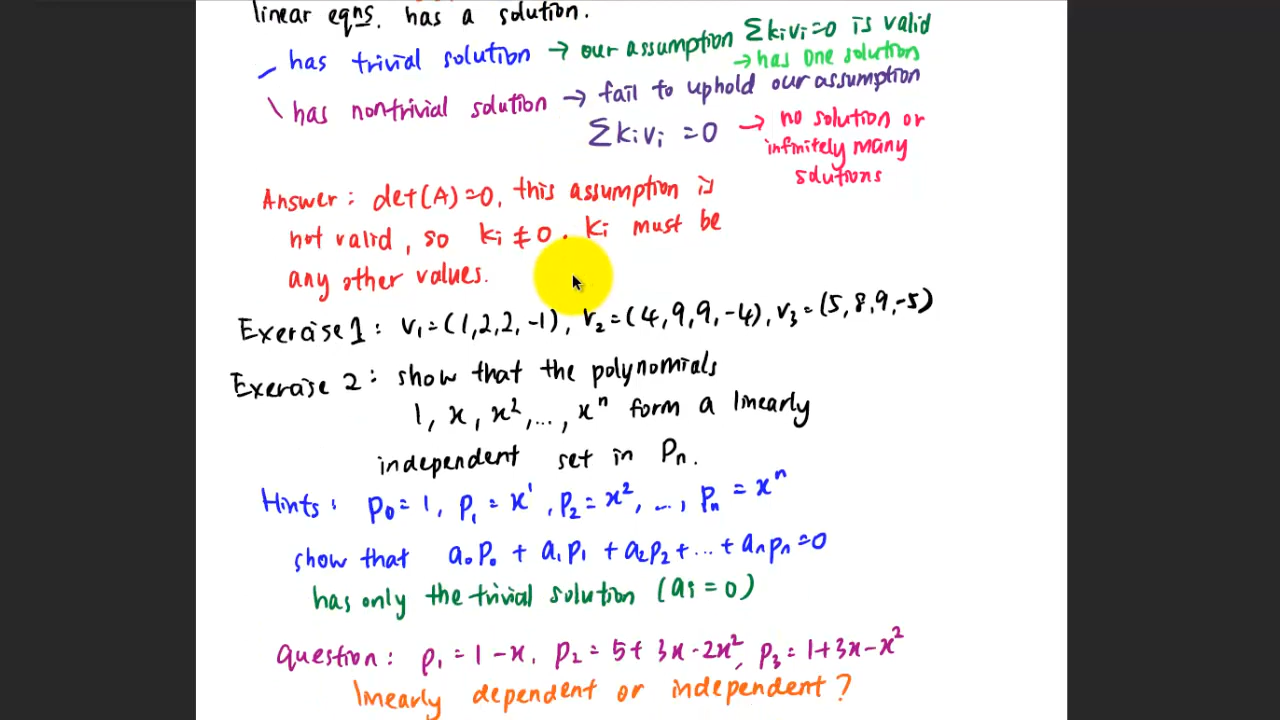 linear eqns. has a solution.
has trivial solution → our assumption Σkivi=0 is valid
→ has one solution
has nontrivial solution → fail to uphold our assumption
Σkivi =0 → no solution or
infinitely many
solutions
Answer: det(A)=0, this assumption is
not valid, so ki ≠ 0. ki must be
any other values.
Exercise 1: v₁=(1,2,2,-1), v₂=(4,9,9,-4), v₃=(5,8,9,-5)
Exercise 2: show that the polynomials
1, x, x²,..., xⁿ form a linearly
independent set in Pn.
Hints: p₀=1, p₁=x¹, p₂=x², ..., pn=xⁿ
show that a₀p₀ + a₁p₁ + a₂p₂+...+anpn=0
has only the trivial solution (as=0)
question: p₁=1-x, p₂=5+3x-2x², p₃=1+3x-x²
linearly dependent or independent?